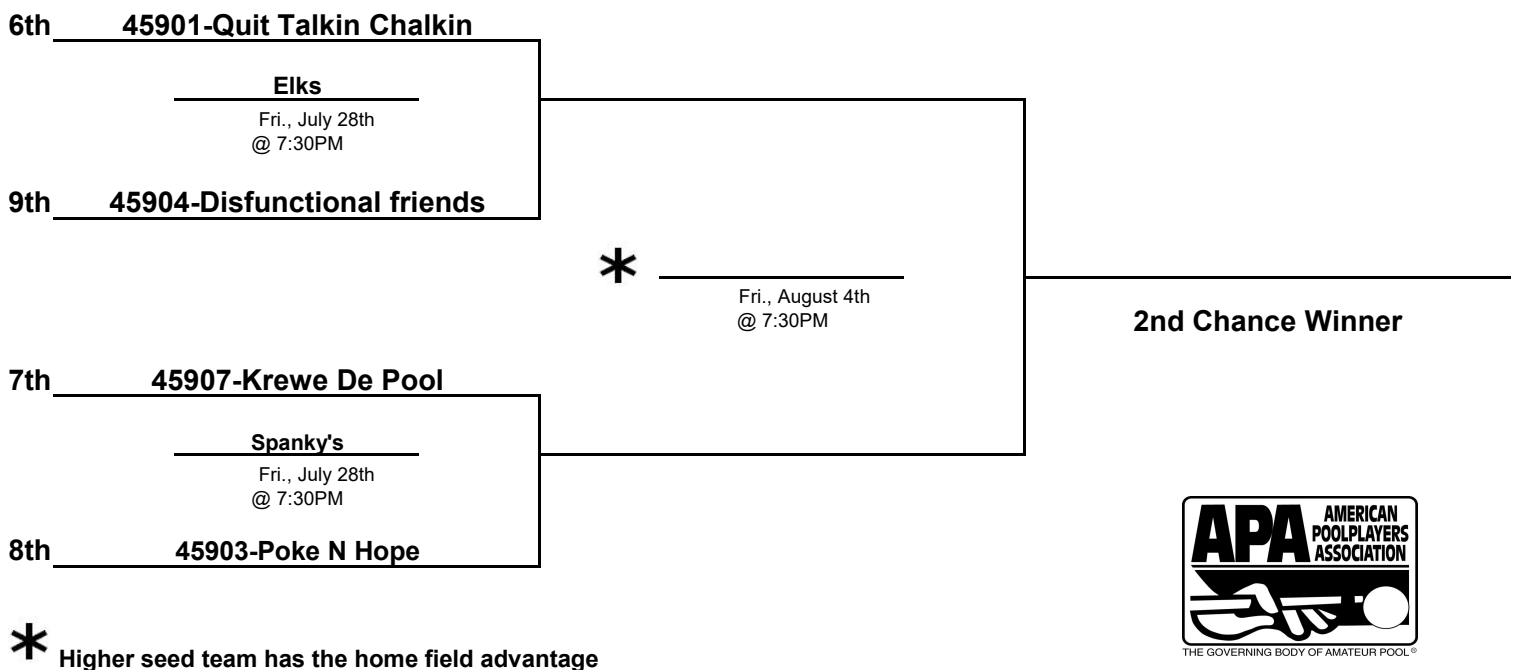 6th 45901-Quit Talkin Chalkin
Elks
Fri., July 28th
@ 7:30PM
9th 45904-Disfunctional friends
*
Fri., August 4th
@ 7:30PM
2nd Chance Winner
7th 45907-Krewe De Pool
Spanky's
Fri., July 28th
@ 7:30PM
8th 45903-Poke N Hope
* Higher seed team has the home field advantage
APA AMERICAN
POOLPLAYERS
ASSOCIATION
THE GOVERNING BODY OF AMATEUR POOL®